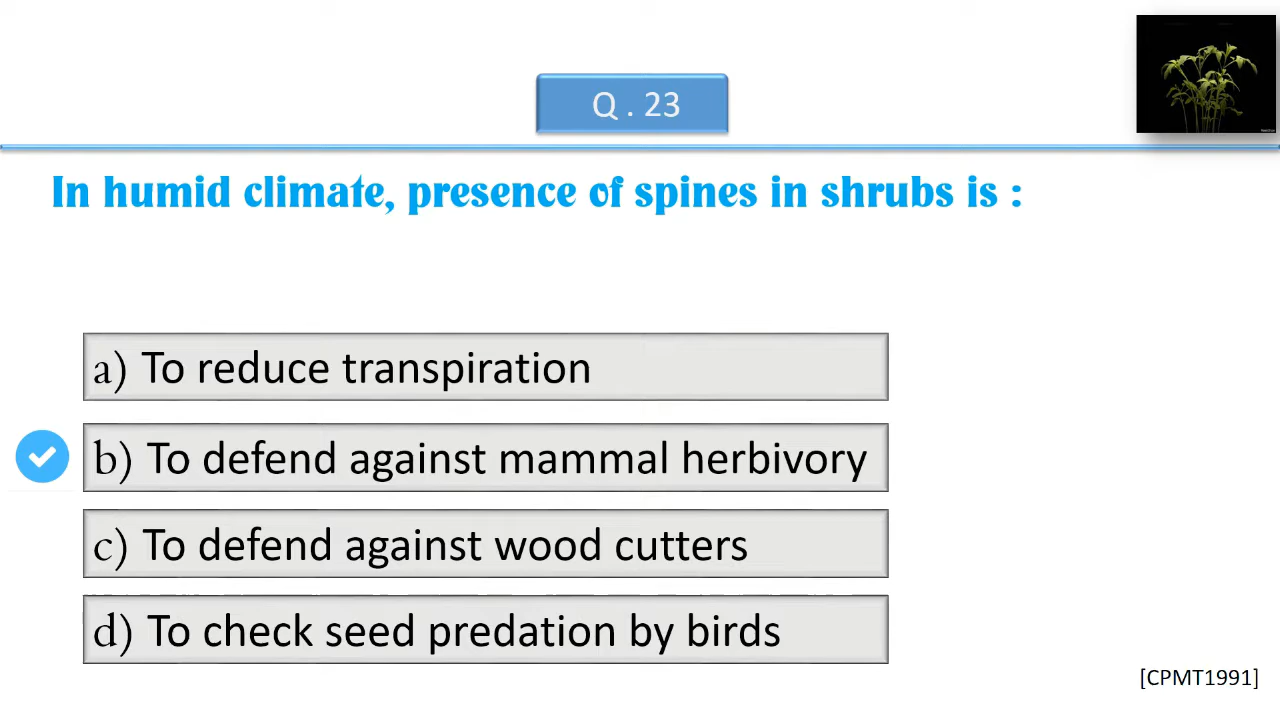 Q . 23
In humid climate, presence of spines in shrubs is :
a) To reduce transpiration
b) To defend against mammal herbivory
c) To defend against wood cutters
d) To check seed predation by birds
[CPMT1991]